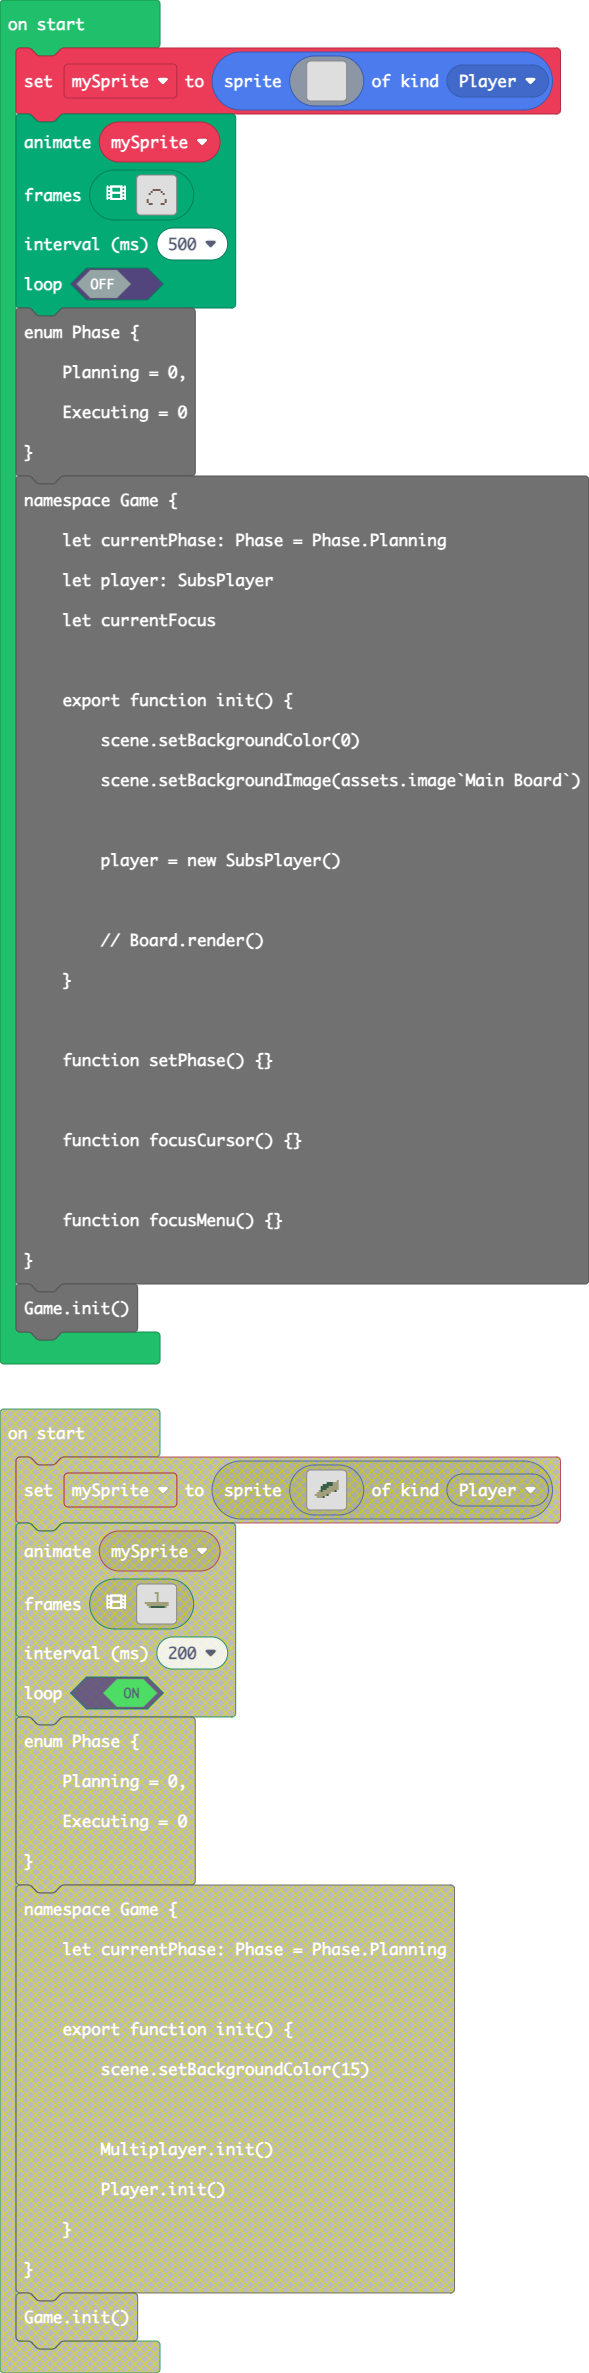 on start
set mySprite to sprite of kind Player
animate mySprite
frames
interval (ms) 500
loop OFF
enum Phase {
Planning = 0,
Executing = 0
}
namespace Game {
let currentPhase: Phase = Phase.Planning
let player: SubsPlayer
let currentFocus
export function init() {
scene.setBackgroundColor(0)
scene.setBackgroundImage(assets.image`Main Board`)
player = new SubsPlayer()
// Board.render()
}
function setPhase() {}
function focusCursor() {}
function focusMenu() {}
}
Game.init()
on start
set mySprite to sprite of kind Player
animate mySprite
frames
interval (ms) 200
loop ON
enum Phase {
Planning = 0,
Executing = 0
}
namespace Game {
let currentPhase: Phase = Phase.Planning
export function init() {
scene.setBackgroundColor(15)
Multiplayer.init()
Player.init()
}
}
Game.init()